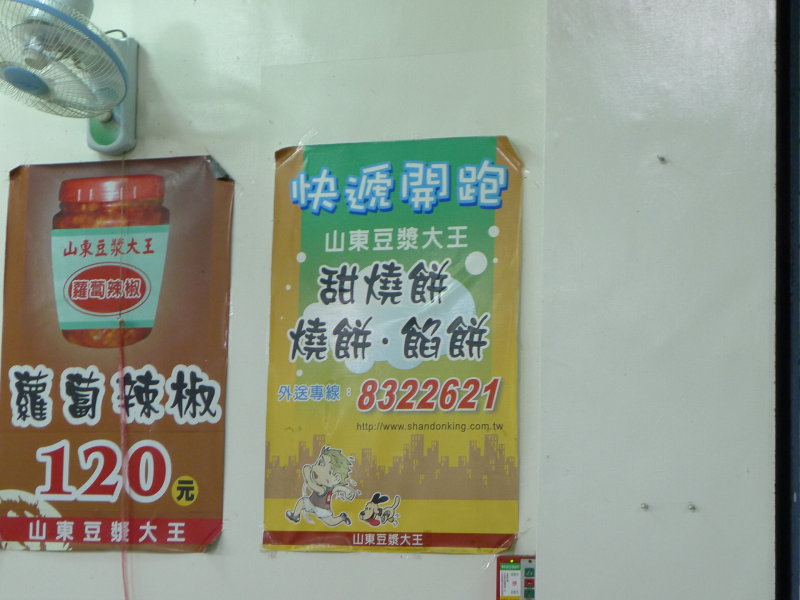 山東豆漿大王
蘿蔔辣椒
蘿蔔辣椒
120元
山東豆漿大王
快遞開跑
山東豆漿大王
甜燒餅
燒餅·餡餅
外送專線：8322621
http://www.shandonking.com.tw
山東豆漿大王